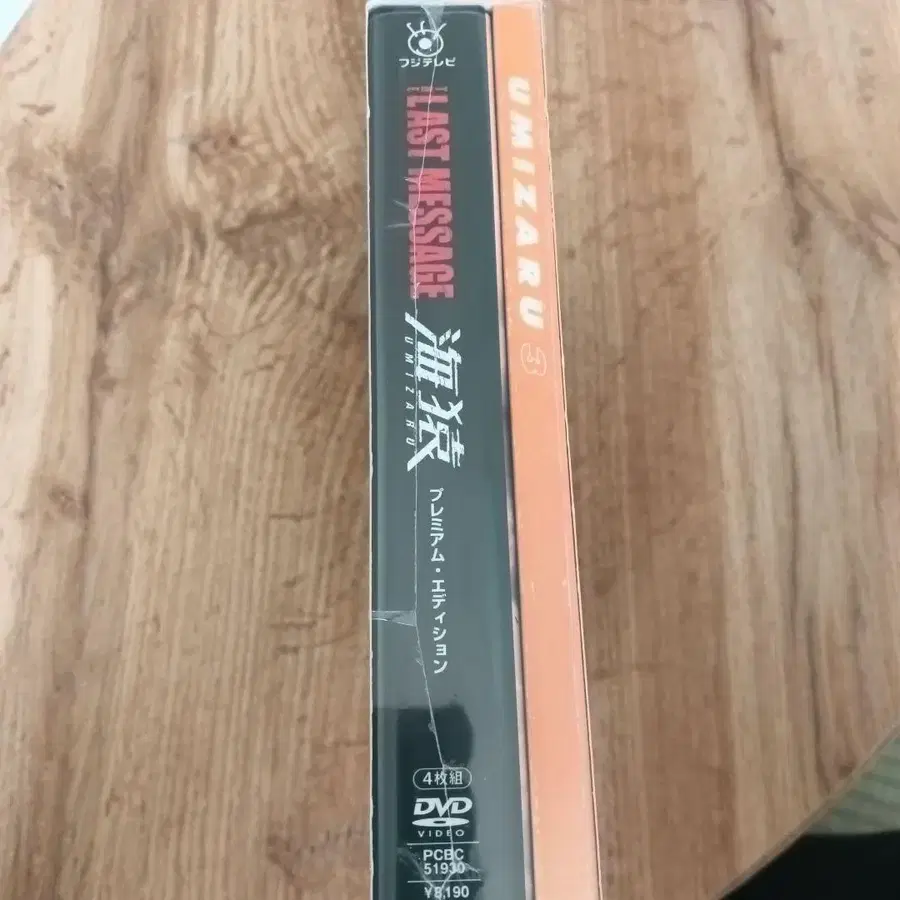 フジテレビ
THE LAST MESSAGE
海猿
UMIZARU
プレミアム・エディション
4枚組
DVD
VIDEO
PCBC
51930
¥8,190
UMIZARU 3